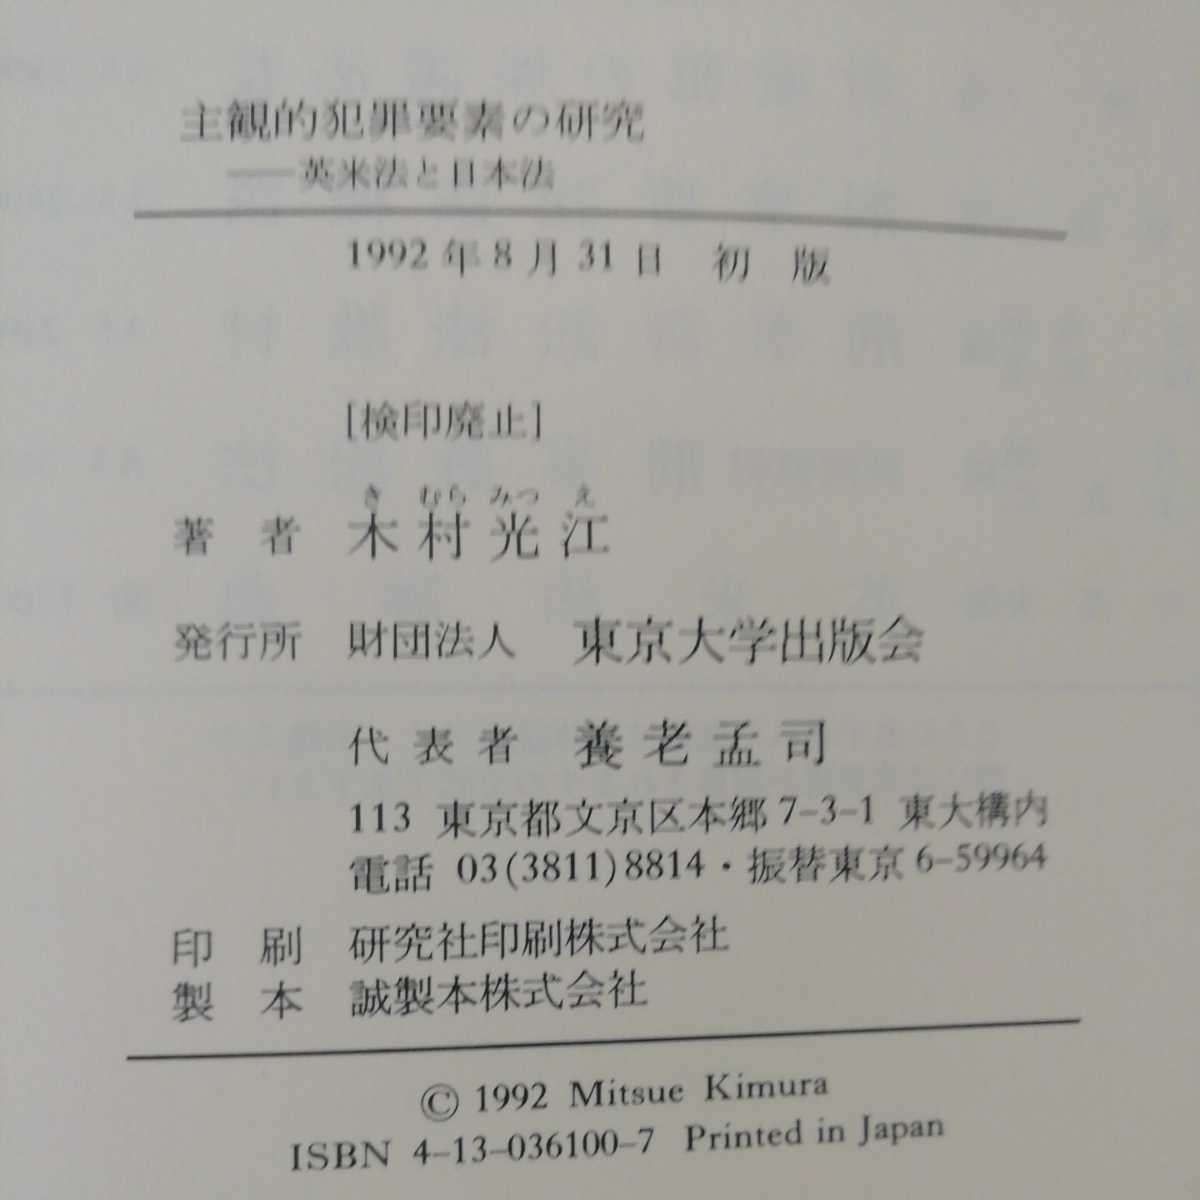 主観的犯罪要素の研究
——英米法と日本法
1992年8月31日 初 版
[検印廃止]
き むら みつ え
著 者 木村光江
発行所 財団法人 東京大学出版会
代表者 養老孟司
113 東京都文京区本郷7-3-1 東大構内
電話 03(3811)8814・振替東京6-59964
印 刷 研究社印刷株式会社
製 本 誠製本株式会社
© 1992 Mitsue Kimura
ISBN 4-13-036100-7 Printed in Japan